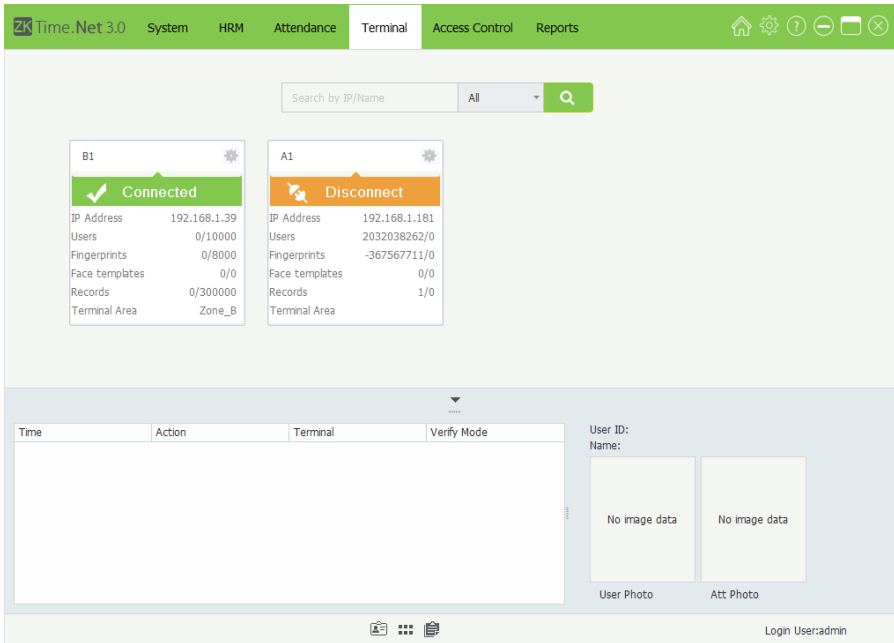 ZK Time.Net 3.0 System HRM Attendance Terminal Access Control Reports
Search by IP/Name All
B1
Connected
IP Address 192.168.1.39
Users 0/10000
Fingerprints 0/8000
Face templates 0/0
Records 0/300000
Terminal Area Zone_B
A1
Disconnect
IP Address 192.168.1.181
Users 2032038262/0
Fingerprints -367567711/0
Face templates 0/0
Records 1/0
Terminal Area
Time Action Terminal Verify Mode
User ID:
Name:
No image data No image data
User Photo Att Photo
Login User:admin